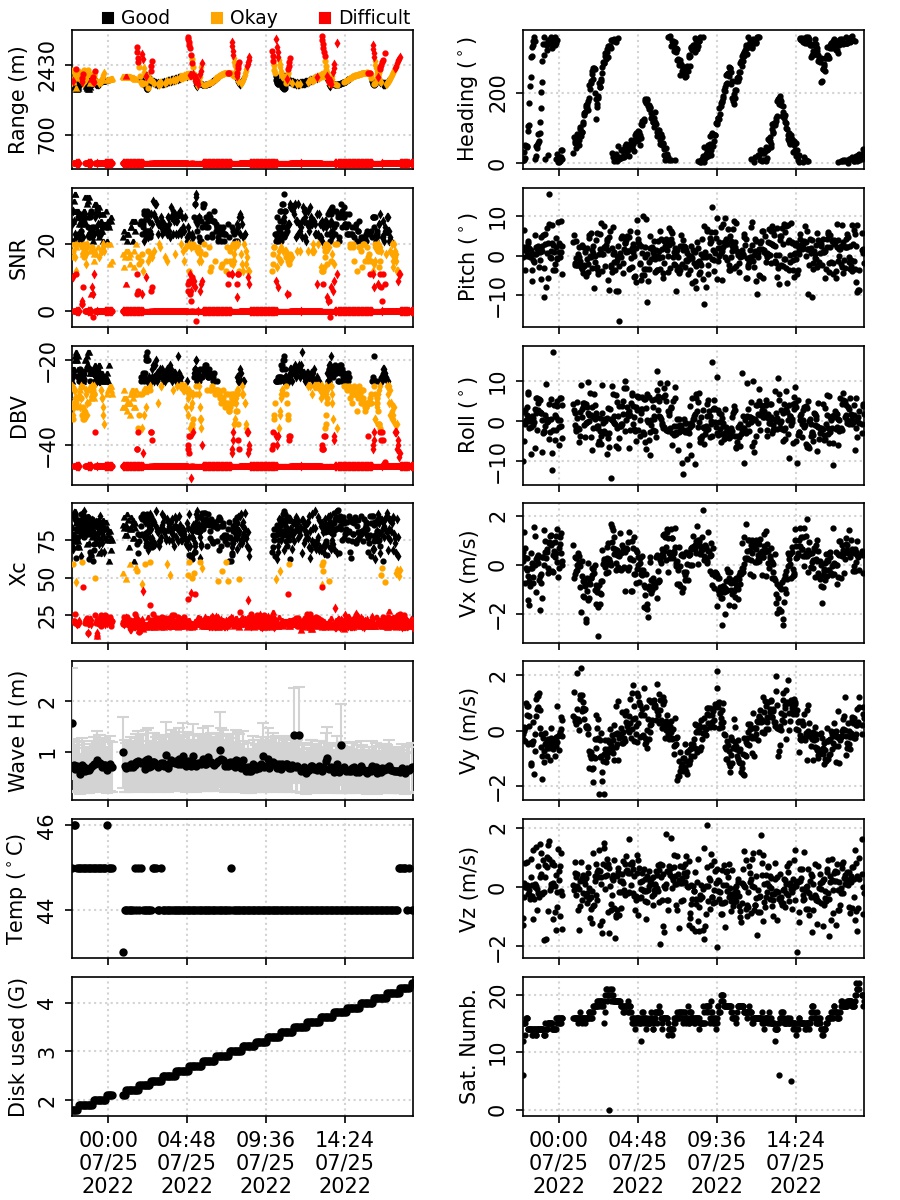 Good Okay Difficult
Range (m)
2430
700
Heading (°)
200
0
SNR
20
0
Pitch (°)
10
0
−10
DBV
−20
−40
Roll (°)
10
0
−10
Xc
75
50
25
Vx (m/s)
2
0
−2
Wave H (m)
2
1
Vy (m/s)
2
0
−2
Temp (°C)
46
44
Vz (m/s)
2
0
−2
Disk used (G)
4
3
2
Sat. Numb.
20
10
0
00:00 04:48 09:36 14:24
07/25 07/25 07/25 07/25
2022 2022 2022 2022
00:00 04:48 09:36 14:24
07/25 07/25 07/25 07/25
2022 2022 2022 2022